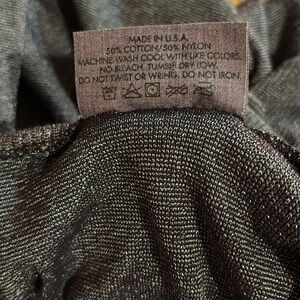 MADE IN U.S.A.
50% COTTON/50% NYLON
MACHINE WASH COOL WITH LIKE COLORS,
NO BLEACH. TUMBLE DRY LOW.
DO NOT TWIST OR WRING. DO NOT IRON.